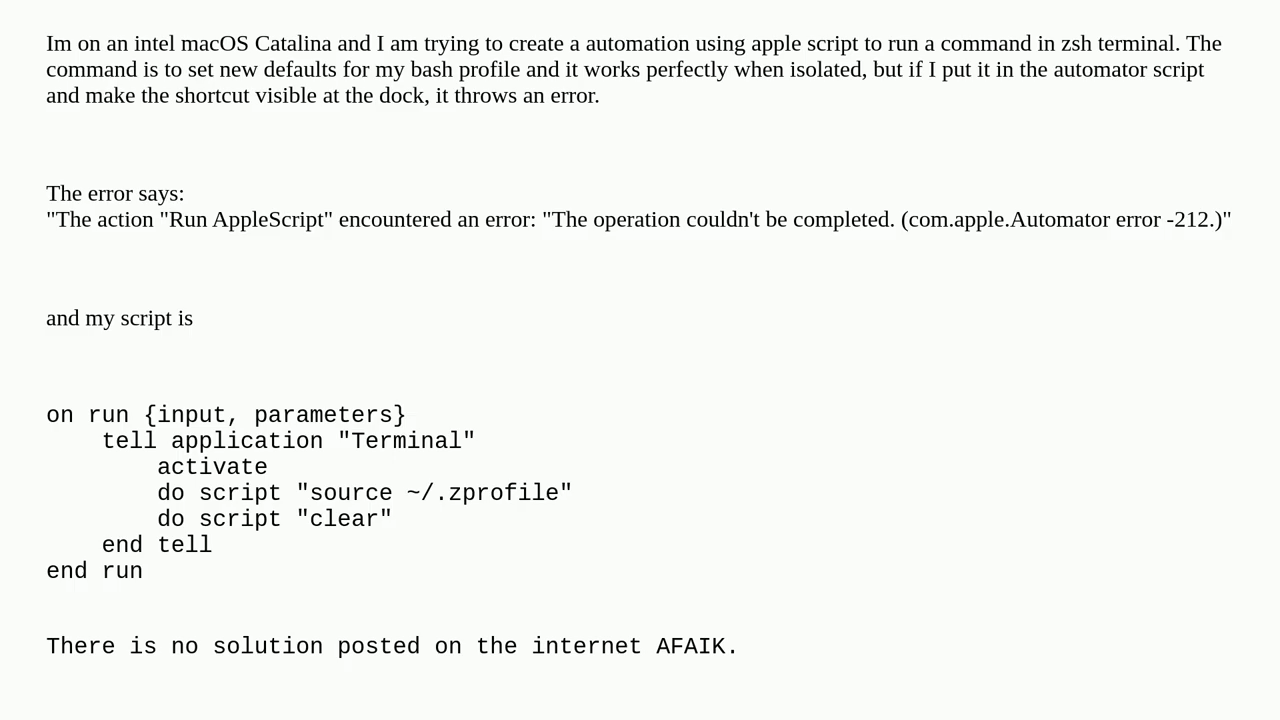 Im on an intel macOS Catalina and I am trying to create a automation using apple script to run a command in zsh terminal. The
command is to set new defaults for my bash profile and it works perfectly when isolated, but if I put it in the automator script
and make the shortcut visible at the dock, it throws an error.
The error says:
"The action "Run AppleScript" encountered an error: "The operation couldn't be completed. (com.apple.Automator error -212.)"
and my script is
on run {input, parameters}
    tell application "Terminal"
        activate
        do script "source ~/.zprofile"
        do script "clear"
    end tell
end run
There is no solution posted on the internet AFAIK.